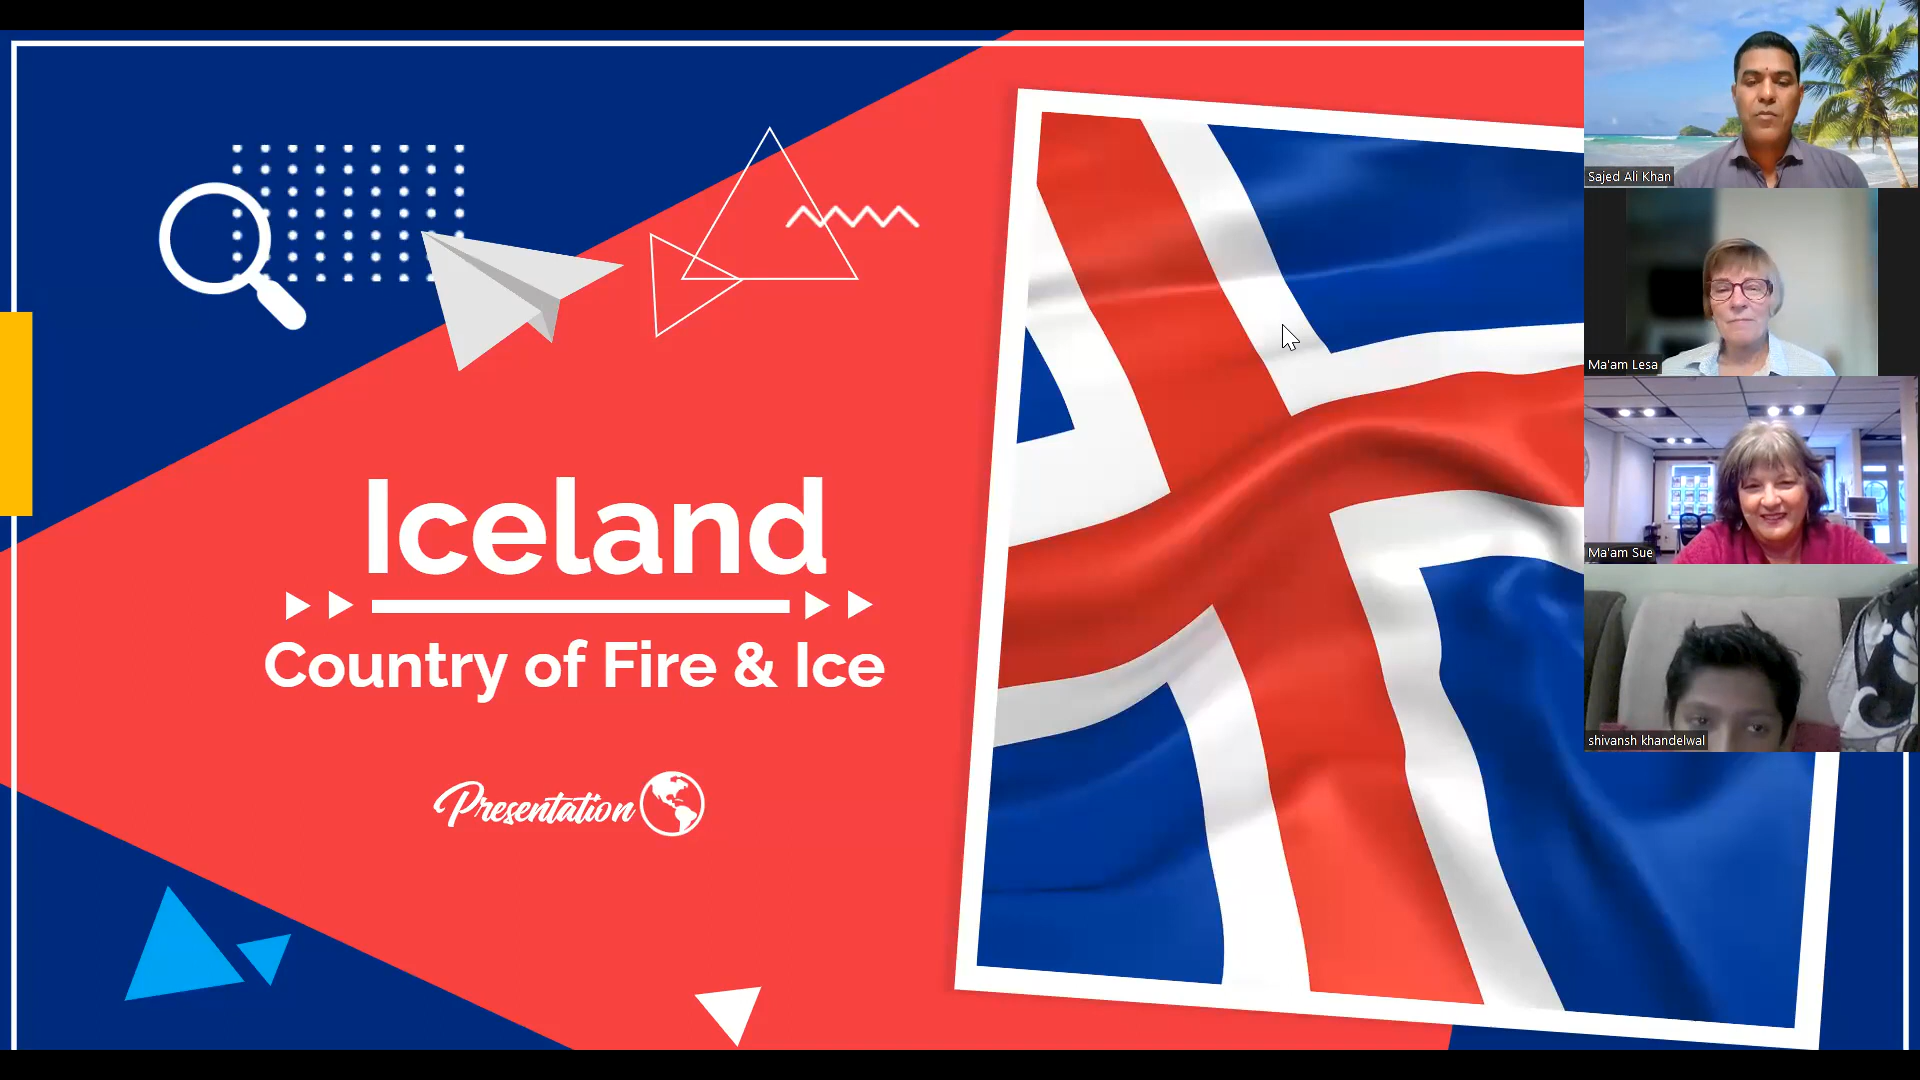 Iceland
Country of Fire & Ice
Presentation
Sajed Ali Khan
Ma'am Lesa
Ma'am Sue
shivansh khandelwal